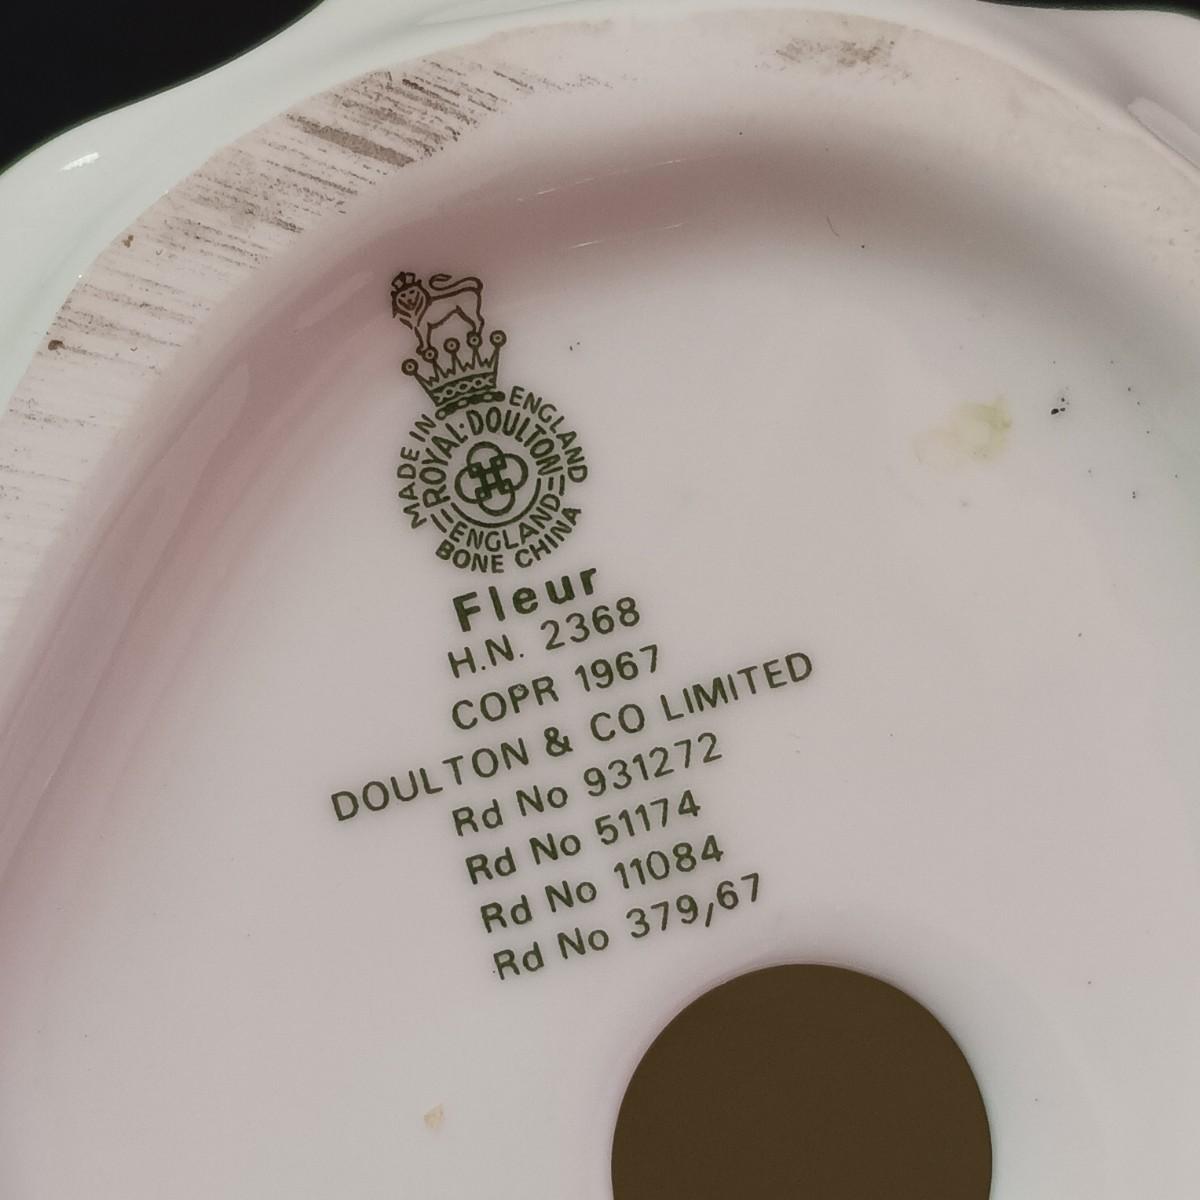 MADE IN ENGLAND
ROYAL·DOULTON
ENGLAND
BONE CHINA
Fleur
H.N. 2368
COPR 1967
DOULTON & CO LIMITED
Rd No 931272
Rd No 51174
Rd No 11084
Rd No 379,67